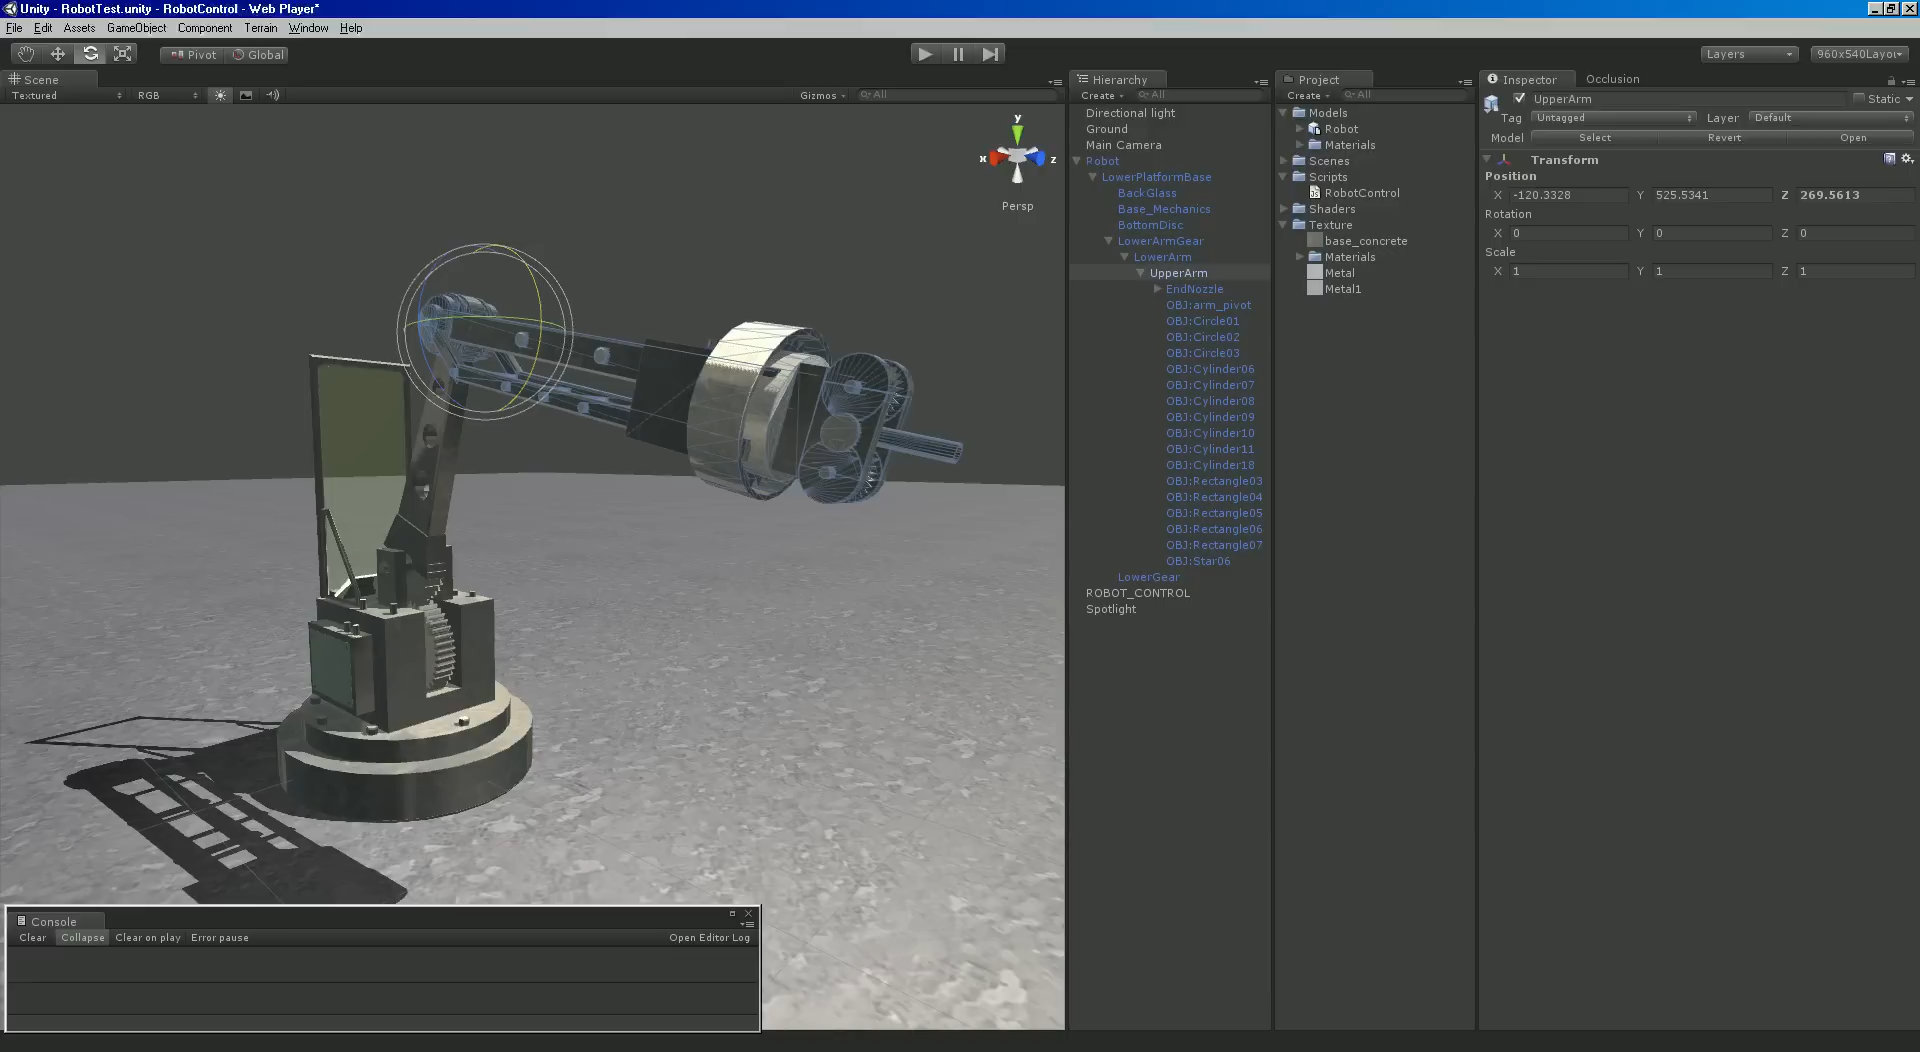 Unity - RobotTest.unity - RobotControl - Web Player*
File Edit Assets GameObject Component Terrain Window Help
Pivot Global Layers 960x540Layou
Scene
Textured RGB Gizmos All
y
x z
Persp
Console
Clear Collapse Clear on play Error pause Open Editor Log
Hierarchy
Create All
Directional light
Ground
Main Camera
Robot
LowerPlatformBase
BackGlass
Base_Mechanics
BottomDisc
LowerArmGear
LowerArm
UpperArm
EndNozzle
OBJ:arm_pivot
OBJ:Circle01
OBJ:Circle02
OBJ:Circle03
OBJ:Cylinder06
OBJ:Cylinder07
OBJ:Cylinder08
OBJ:Cylinder09
OBJ:Cylinder10
OBJ:Cylinder11
OBJ:Cylinder18
OBJ:Rectangle03
OBJ:Rectangle04
OBJ:Rectangle05
OBJ:Rectangle06
OBJ:Rectangle07
OBJ:Star06
LowerGear
ROBOT_CONTROL
Spotlight
Project
Create All
Models
Robot
Materials
Scenes
Scripts
RobotControl
Shaders
Texture
base_concrete
Materials
Metal
Metal1
Inspector Occlusion
UpperArm Static
Tag Untagged Layer Default
Model Select Revert Open
Transform
Position
X -120.3328 Y 525.5341 Z 269.5613
Rotation
X 0 Y 0 Z 0
Scale
X 1 Y 1 Z 1